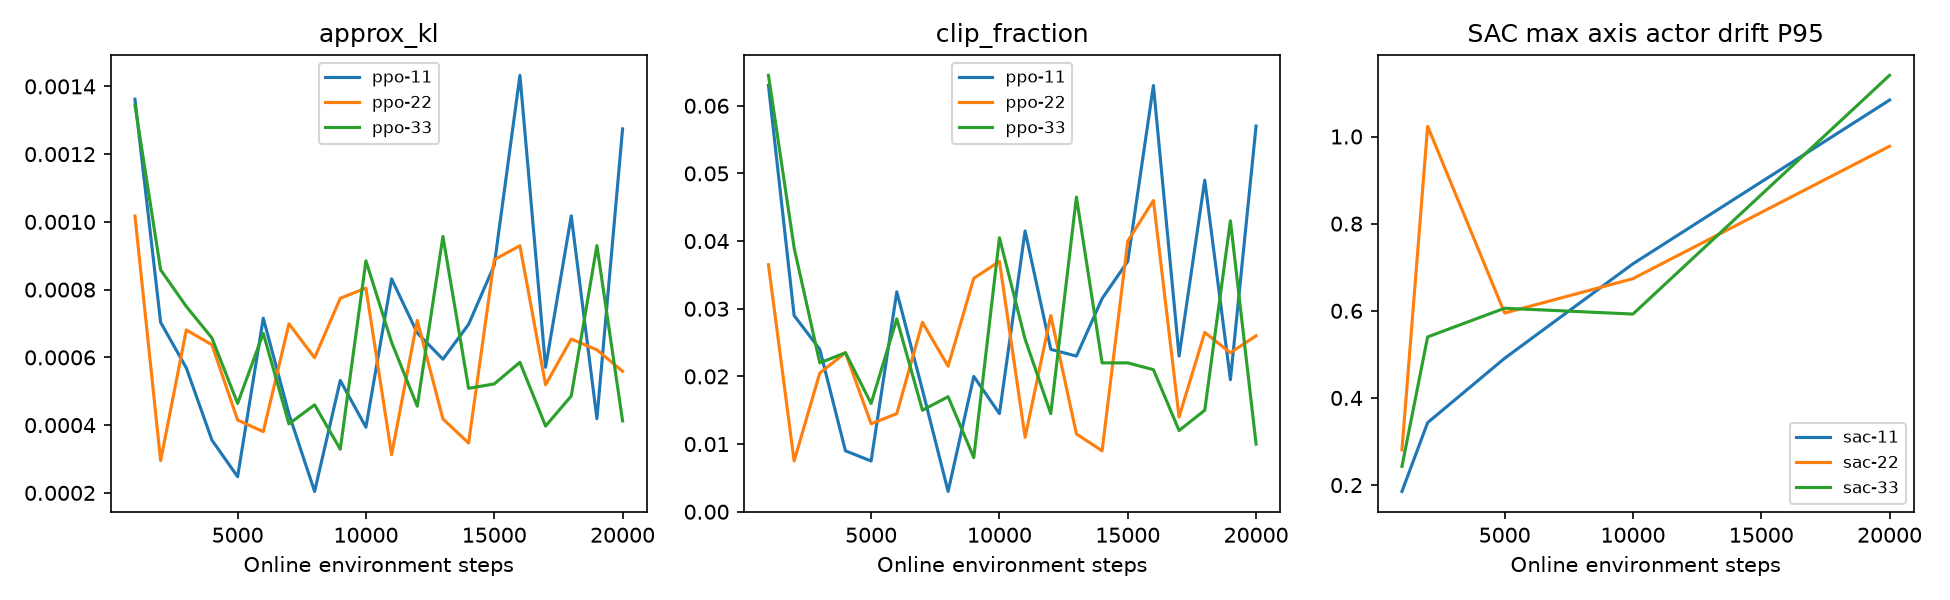 approx_kl
0.0014
0.0012
0.0010
0.0008
0.0006
0.0004
0.0002
ppo-11
ppo-22
ppo-33
5000 10000 15000 20000
Online environment steps
clip_fraction
0.06
0.05
0.04
0.03
0.02
0.01
0.00
ppo-11
ppo-22
ppo-33
5000 10000 15000 20000
Online environment steps
SAC max axis actor drift P95
1.0
0.8
0.6
0.4
0.2
sac-11
sac-22
sac-33
5000 10000 15000 20000
Online environment steps